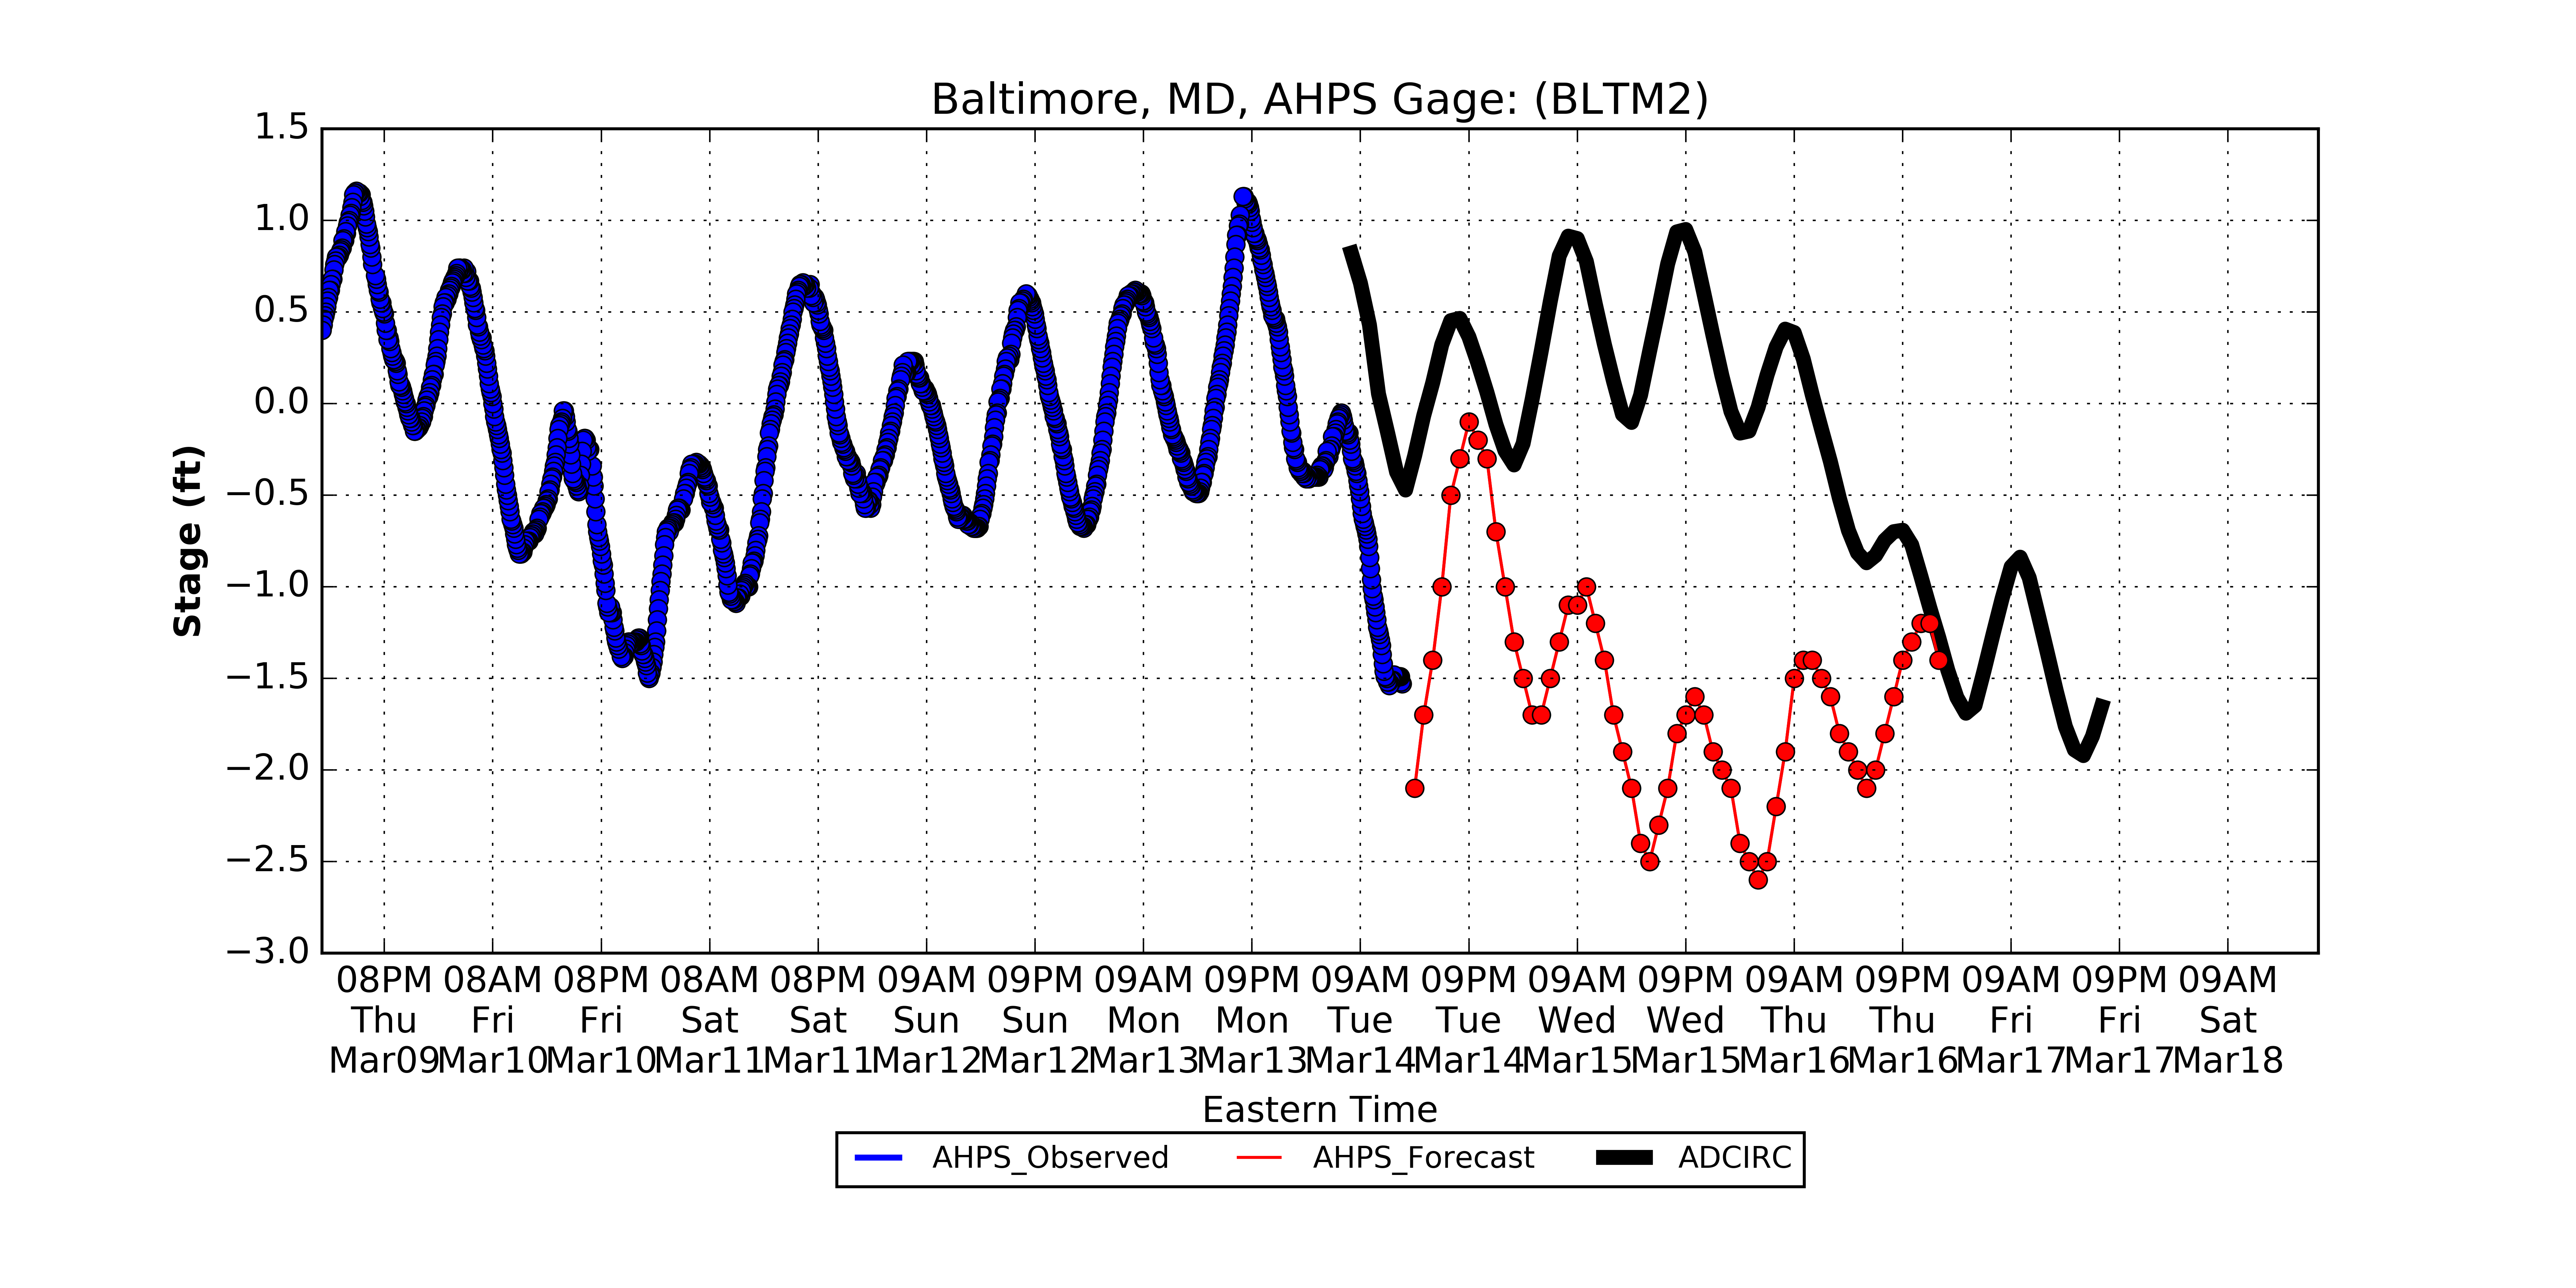 Baltimore, MD, AHPS Gage: (BLTM2)
1.5
1.0
0.5
0.0
−0.5
−1.0
−1.5
−2.0
−2.5
−3.0
Stage (ft)
08PM 08AM 08PM 08AM 08PM 09AM 09PM 09AM 09PM 09AM 09PM 09AM 09PM 09AM 09PM 09AM 09PM 09AM
Thu Fri Fri Sat Sat Sun Sun Mon Mon Tue Tue Wed Wed Thu Thu Fri Fri Sat
Mar09 Mar10 Mar10 Mar11 Mar11 Mar12 Mar12 Mar13 Mar13 Mar14 Mar14 Mar15 Mar15 Mar16 Mar16 Mar17 Mar17 Mar18
Eastern Time
AHPS_Observed AHPS_Forecast ADCIRC